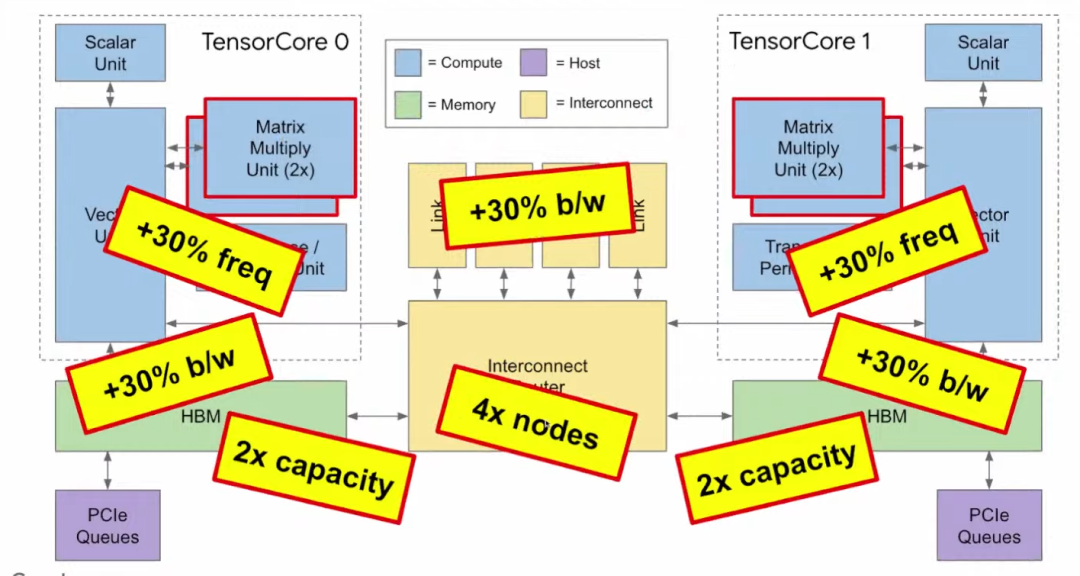 TensorCore 0
Scalar
Unit
Matrix
Multiply
Unit (2x)
+30% freq
+30% b/w
HBM
2x capacity
PCIe
Queues
= Compute
= Host
= Memory
= Interconnect
Link
+30% b/w
Link
Interconnect
4x nodes
TensorCore 1
Scalar
Unit
Matrix
Multiply
Unit (2x)
+30% freq
+30% b/w
HBM
2x capacity
PCIe
Queues